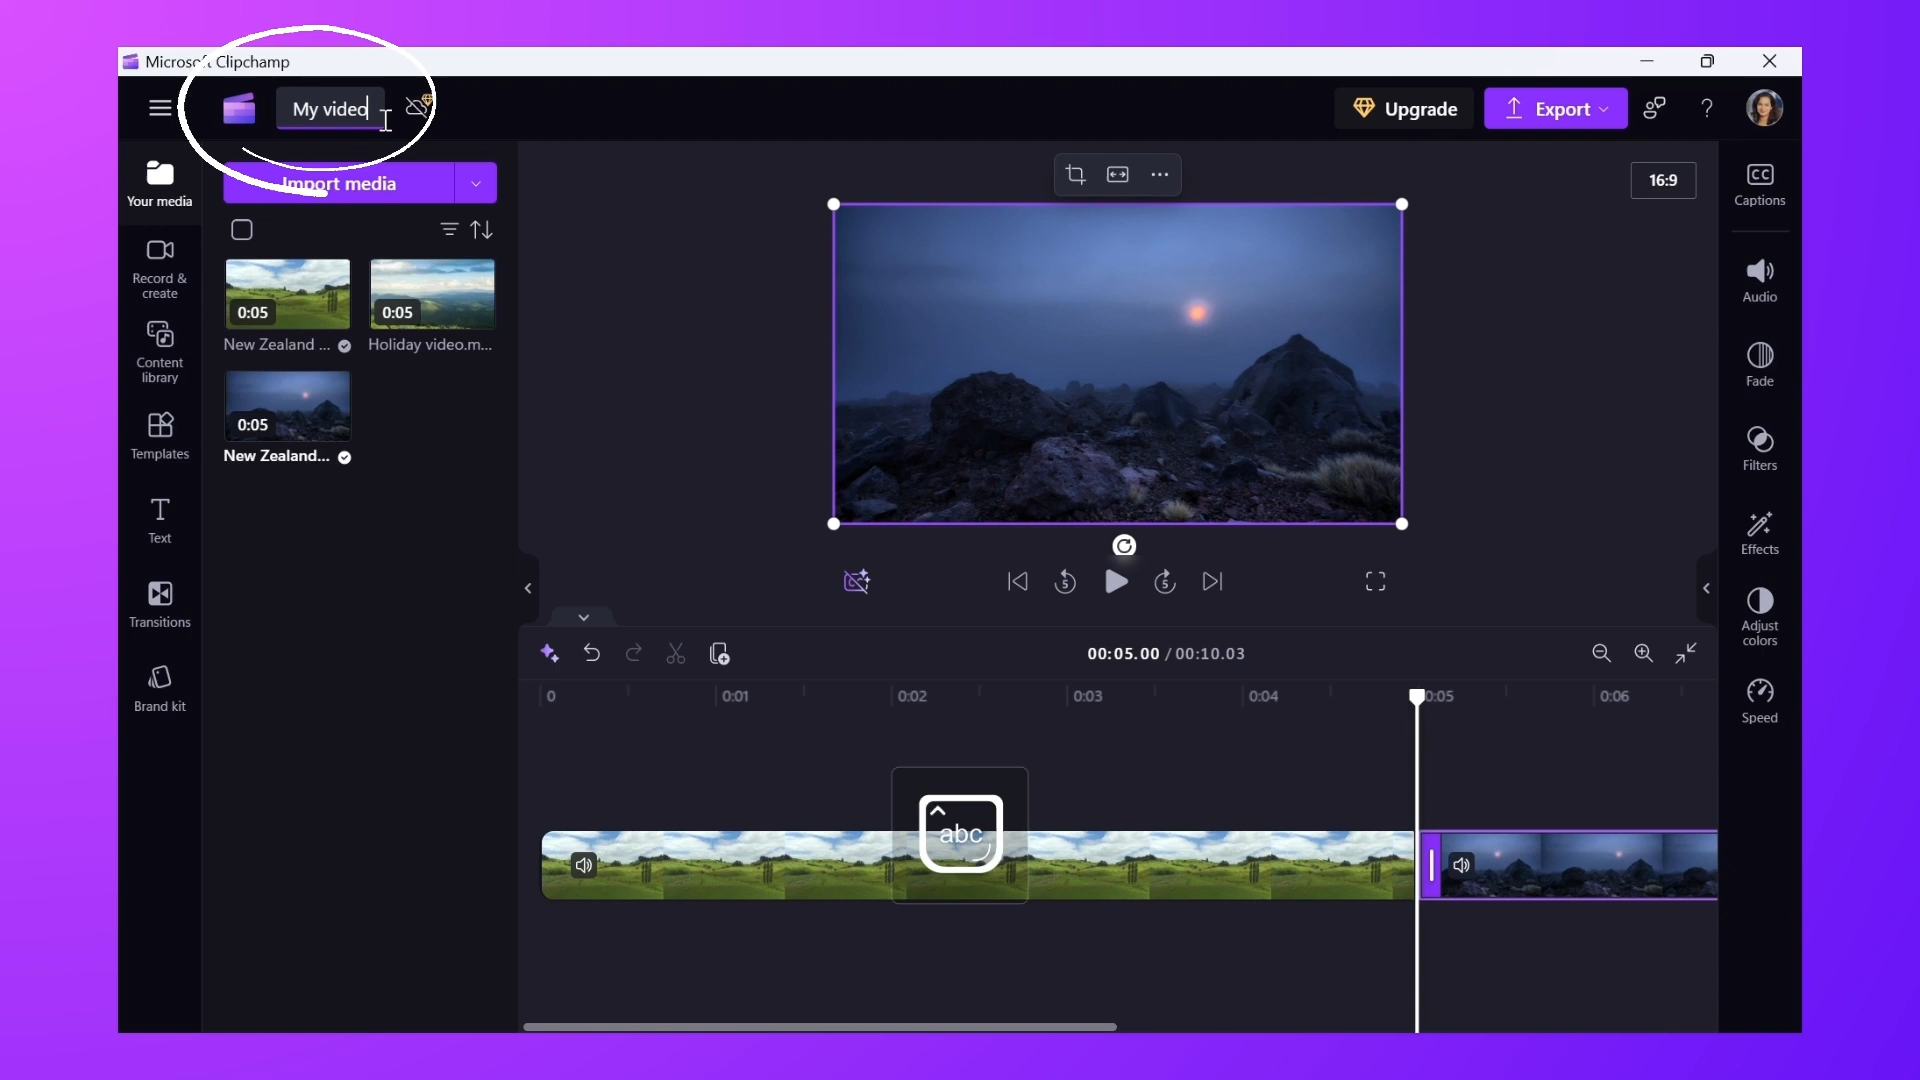 Microsoft Clipchamp
My video
Upgrade
Export
?
Your media
Import media
16:9
CC
Captions
Record &
create
0:05
0:05
New Zealand ...
Holiday video.m...
Audio
Content
library
0:05
Fade
Templates
New Zealand...
Filters
Text
Effects
5
5
Transitions
Adjust
colors
00:05.00 / 00:10.03
Brand kit
0
0:01
0:02
0:03
0:04
0:05
0:06
Speed
abc